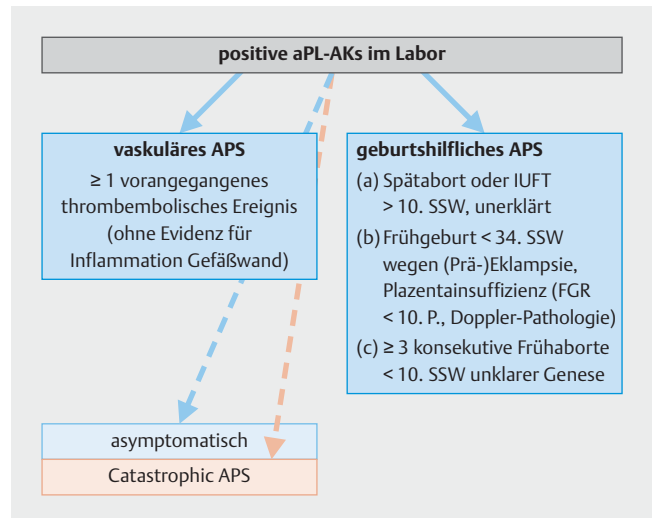 positive aPL-AKs im Labor
vaskuläres APS
≥ 1 vorangegangenes
thrombembolisches Ereignis
(ohne Evidenz für
Inflammation Gefäßwand)
geburtshilfliches APS
(a) Spätabort oder IUFT
> 10. SSW, unerklärt
(b) Frühgeburt < 34. SSW
wegen (Prä-)Eklampsie,
Plazentainsuffizienz (FGR
< 10. P., Doppler-Pathologie)
(c) ≥ 3 konsekutive Frühaborte
< 10. SSW unklarer Genese
asymptomatisch
Catastrophic APS